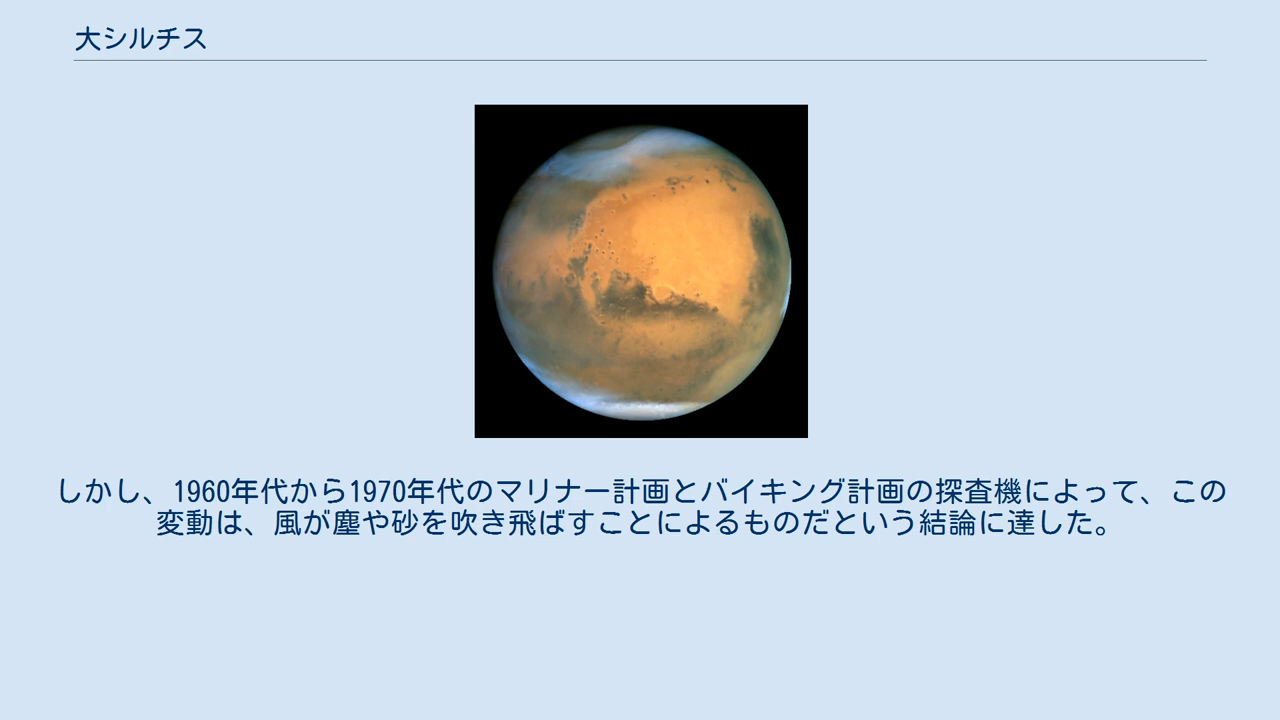 大シルチス
しかし、1960年代から1970年代のマリナー計画とバイキング計画の探査機によって、この
変動は、風が塵や砂を吹き飛ばすことによるものだという結論に達した。